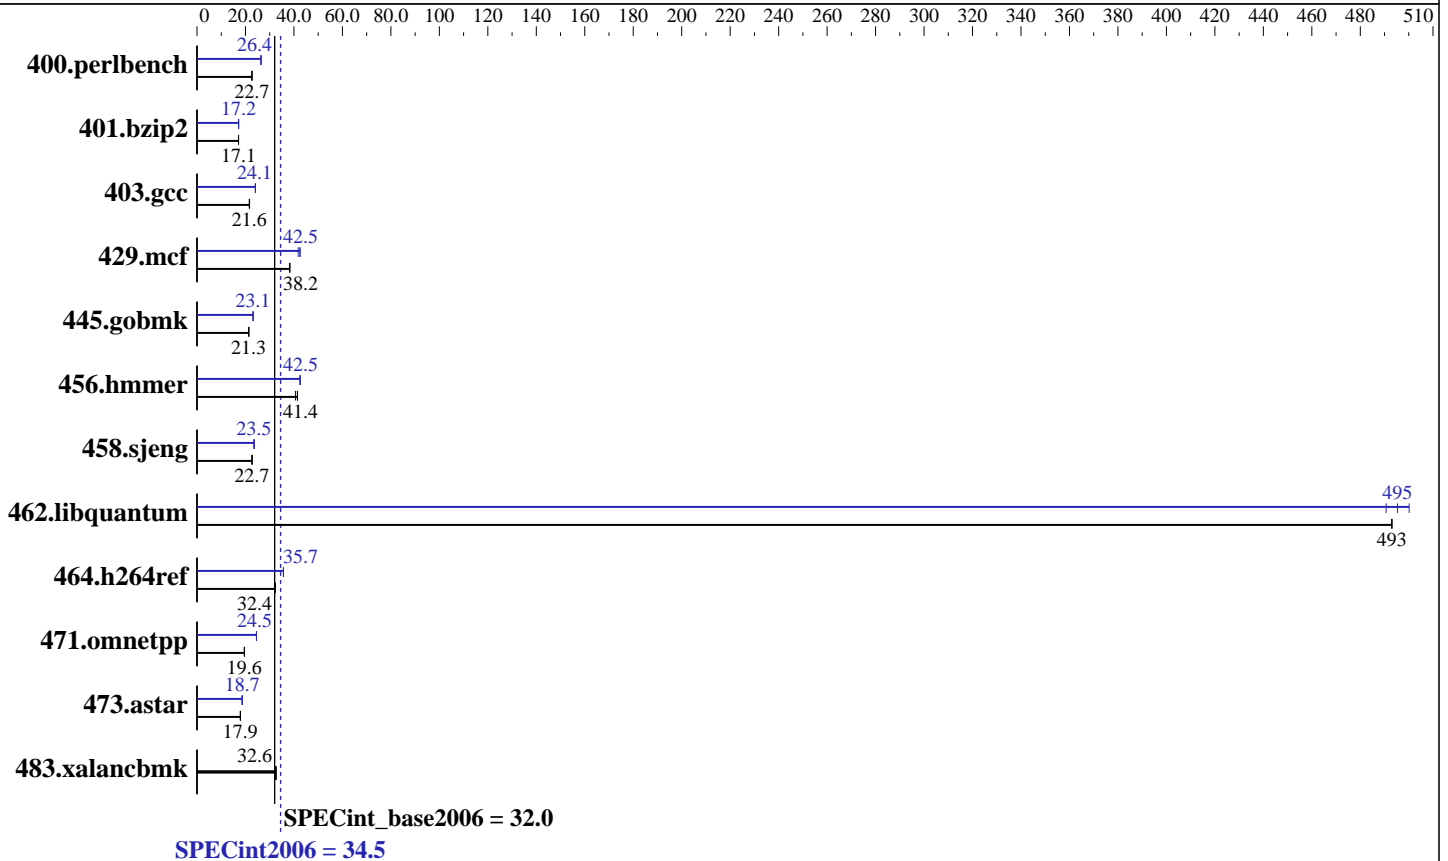 0 20.0 40.0 60.0 80.0 100 120 140 160 180 200 220 240 260 280 300 320 340 360 380 400 420 440 460 480 510
26.4
400.perlbench
22.7
17.2
401.bzip2
17.1
24.1
403.gcc
21.6
42.5
429.mcf
38.2
23.1
445.gobmk
21.3
42.5
456.hmmer
41.4
23.5
458.sjeng
22.7
495
462.libquantum
493
35.7
464.h264ref
32.4
24.5
471.omnetpp
19.6
18.7
473.astar
17.9
32.6
483.xalancbmk
SPECint_base2006 = 32.0
SPECint2006 = 34.5